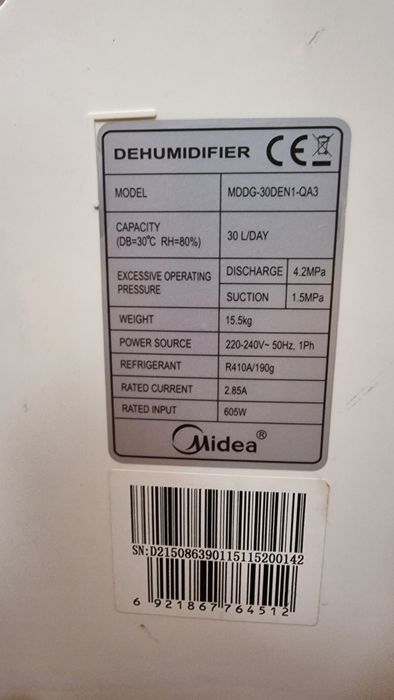 DEHUMIDIFIER CE
MODEL MDDG-30DEN1-QA3
CAPACITY
(DB=30℃ RH=80%) 30 L/DAY
EXCESSIVE OPERATING
PRESSURE
DISCHARGE 4.2MPa
SUCTION 1.5MPa
WEIGHT 15.5kg
POWER SOURCE 220-240V~ 50Hz, 1Ph
REFRIGERANT R410A/190g
RATED CURRENT 2.85A
RATED INPUT 605W
Midea®
SN:D215086390115115200142
6 921867 764512